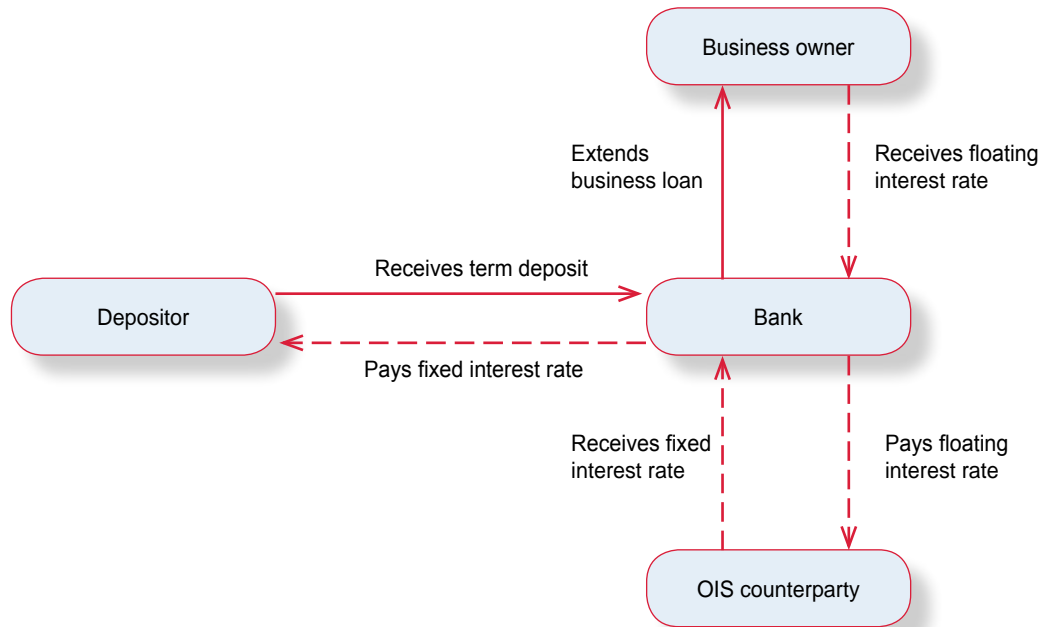 Business owner
Extends
business loan
Receives floating
interest rate
Receives term deposit
Depositor
Bank
Pays fixed interest rate
Receives fixed
interest rate
Pays floating
interest rate
OIS counterparty